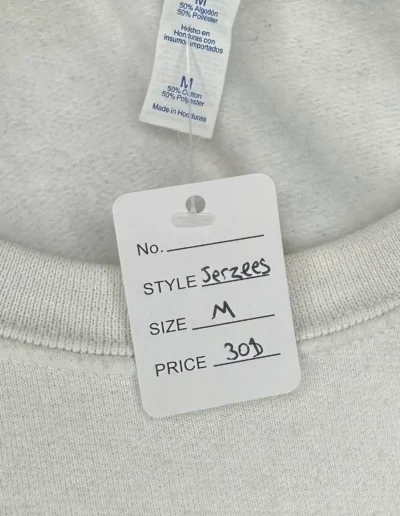 M
50% Algodón
50% Poliéster
Hecho en
Honduras con
insumos importados
M
50% Cotton
50% Polyester
Made in Honduras
No.
STYLE Jerzees
SIZE M
PRICE 30$